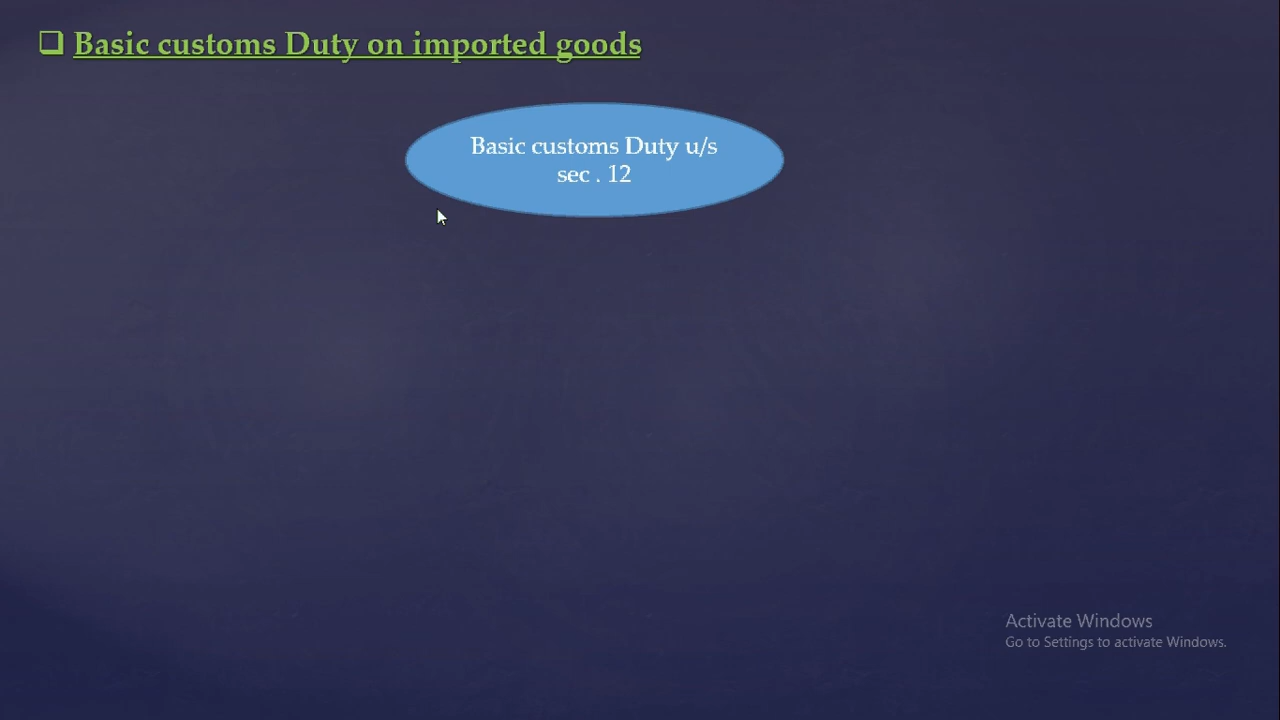 Basic customs Duty on imported goods
Basic customs Duty u/s
sec . 12
Activate Windows
Go to Settings to activate Windows.